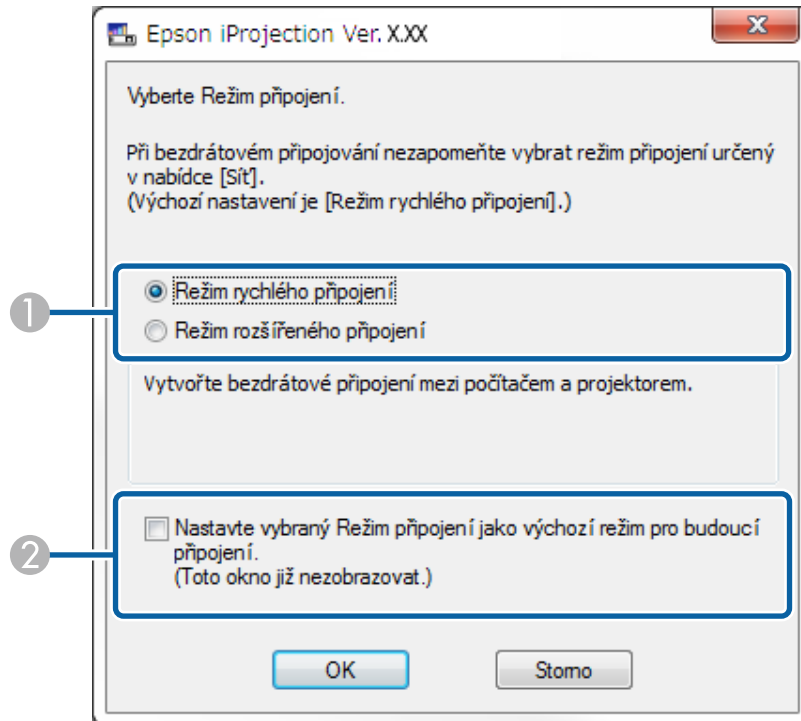 Epson iProjection Ver. X.XX
X
Vyberte Režim připojení.
Při bezdrátovém připojování nezapomeňte vybrat režim připojení určený
v nabídce [Síť].
(Výchozí nastavení je [Režim rychlého připojení].)
1
Režim rychlého připojení
Režim rozšířeného připojení
Vytvořte bezdrátové připojení mezi počítačem a projektorem.
2
Nastavte vybraný Režim připojení jako výchozí režim pro budoucí
připojení.
(Toto okno již nezobrazovat.)
OK
Storno